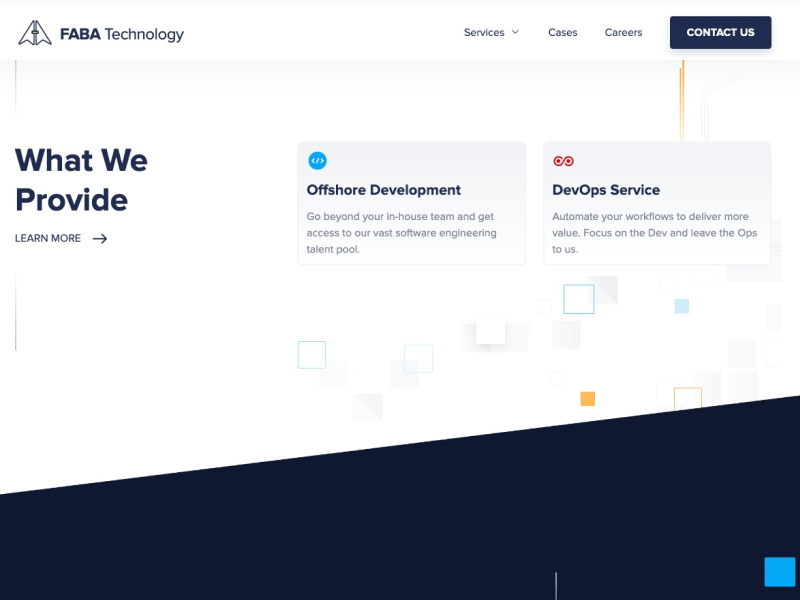 FABA Technology
Services
Cases
Careers
CONTACT US
What We
Provide
LEARN MORE
Offshore Development
Go beyond your in-house team and get
access to our vast software engineering
talent pool.
DevOps Service
Automate your workflows to deliver more
value. Focus on the Dev and leave the Ops
to us.